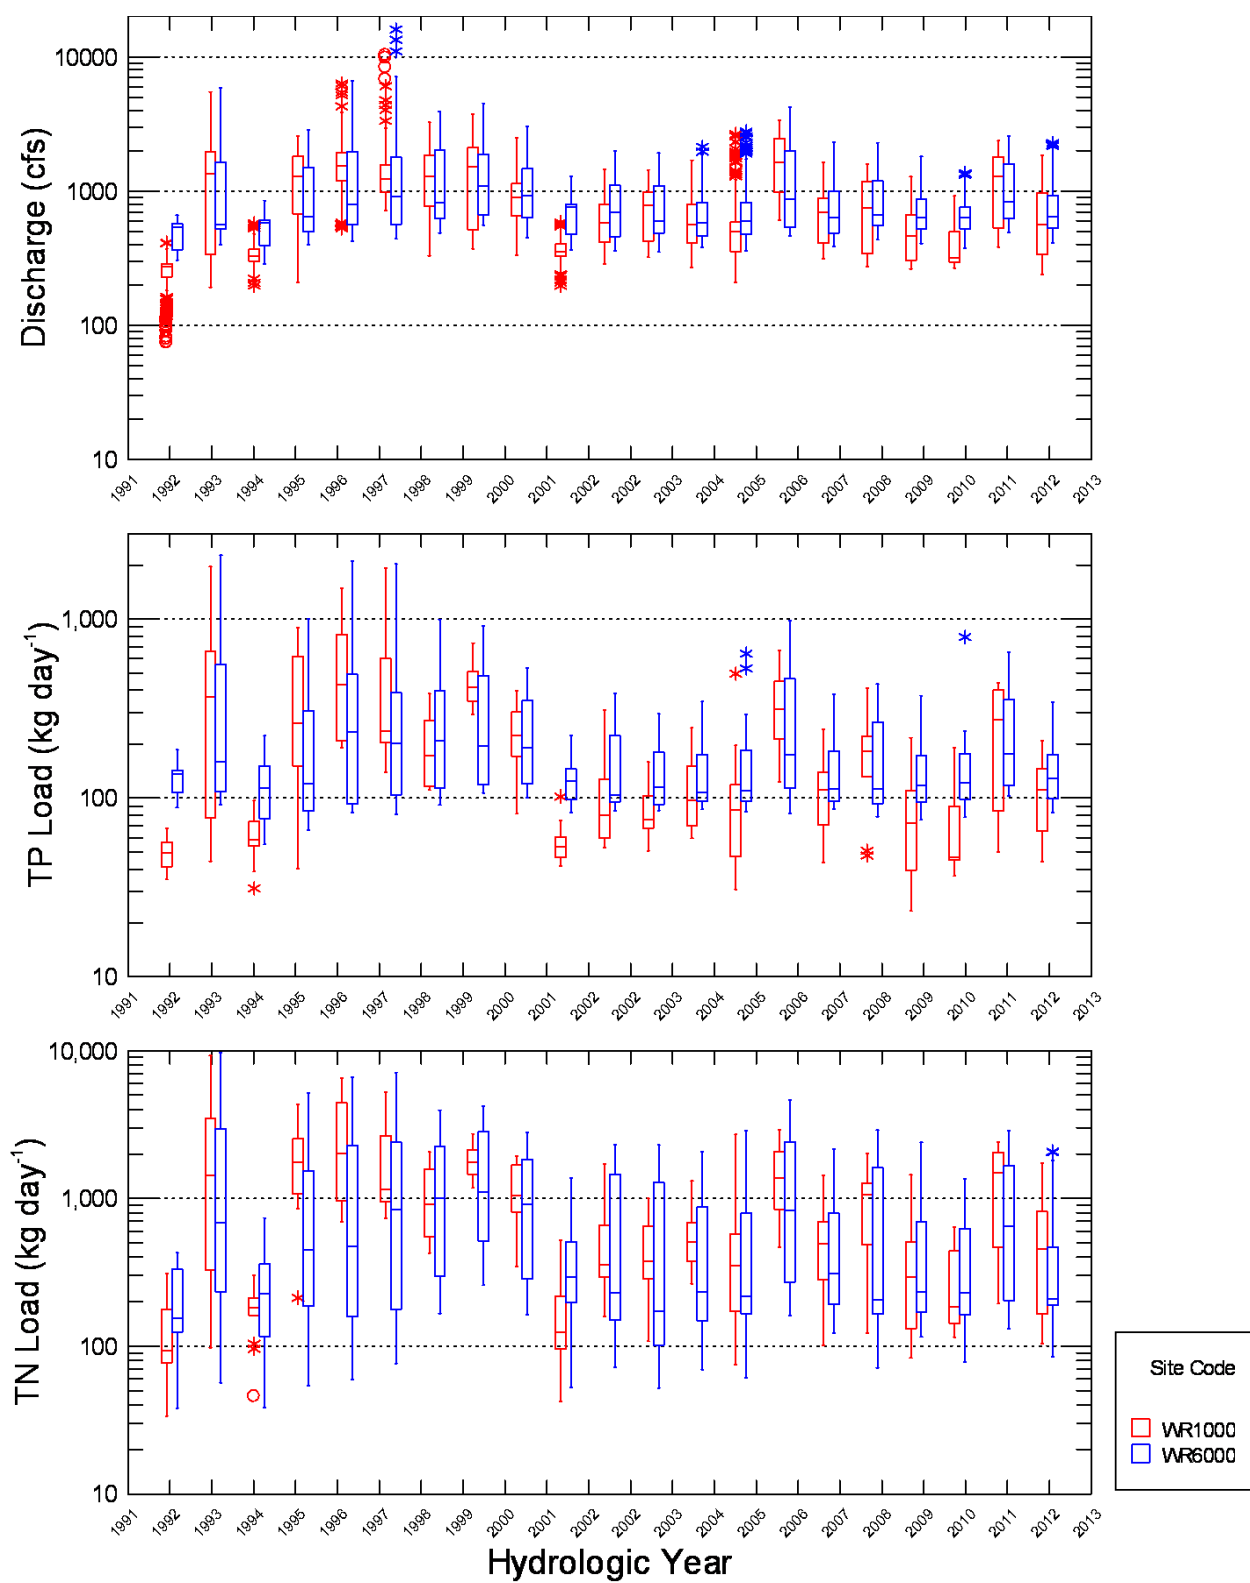 10000
1000
100
10
Discharge (cfs)
1991 1992 1993 1994 1995 1996 1997 1998 1999 2000 2001 2002 2002 2003 2004 2005 2006 2007 2008 2009 2010 2011 2012 2013
1,000
100
10
TP Load (kg day-1)
1991 1992 1993 1994 1995 1996 1997 1998 1999 2000 2001 2002 2002 2003 2004 2005 2006 2007 2008 2009 2010 2011 2012 2013
10,000
1,000
100
10
TN Load (kg day-1)
1991 1992 1993 1994 1995 1996 1997 1998 1999 2000 2001 2002 2002 2003 2004 2005 2006 2007 2008 2009 2010 2011 2012 2013
Hydrologic Year
Site Code
WR1000
WR6000